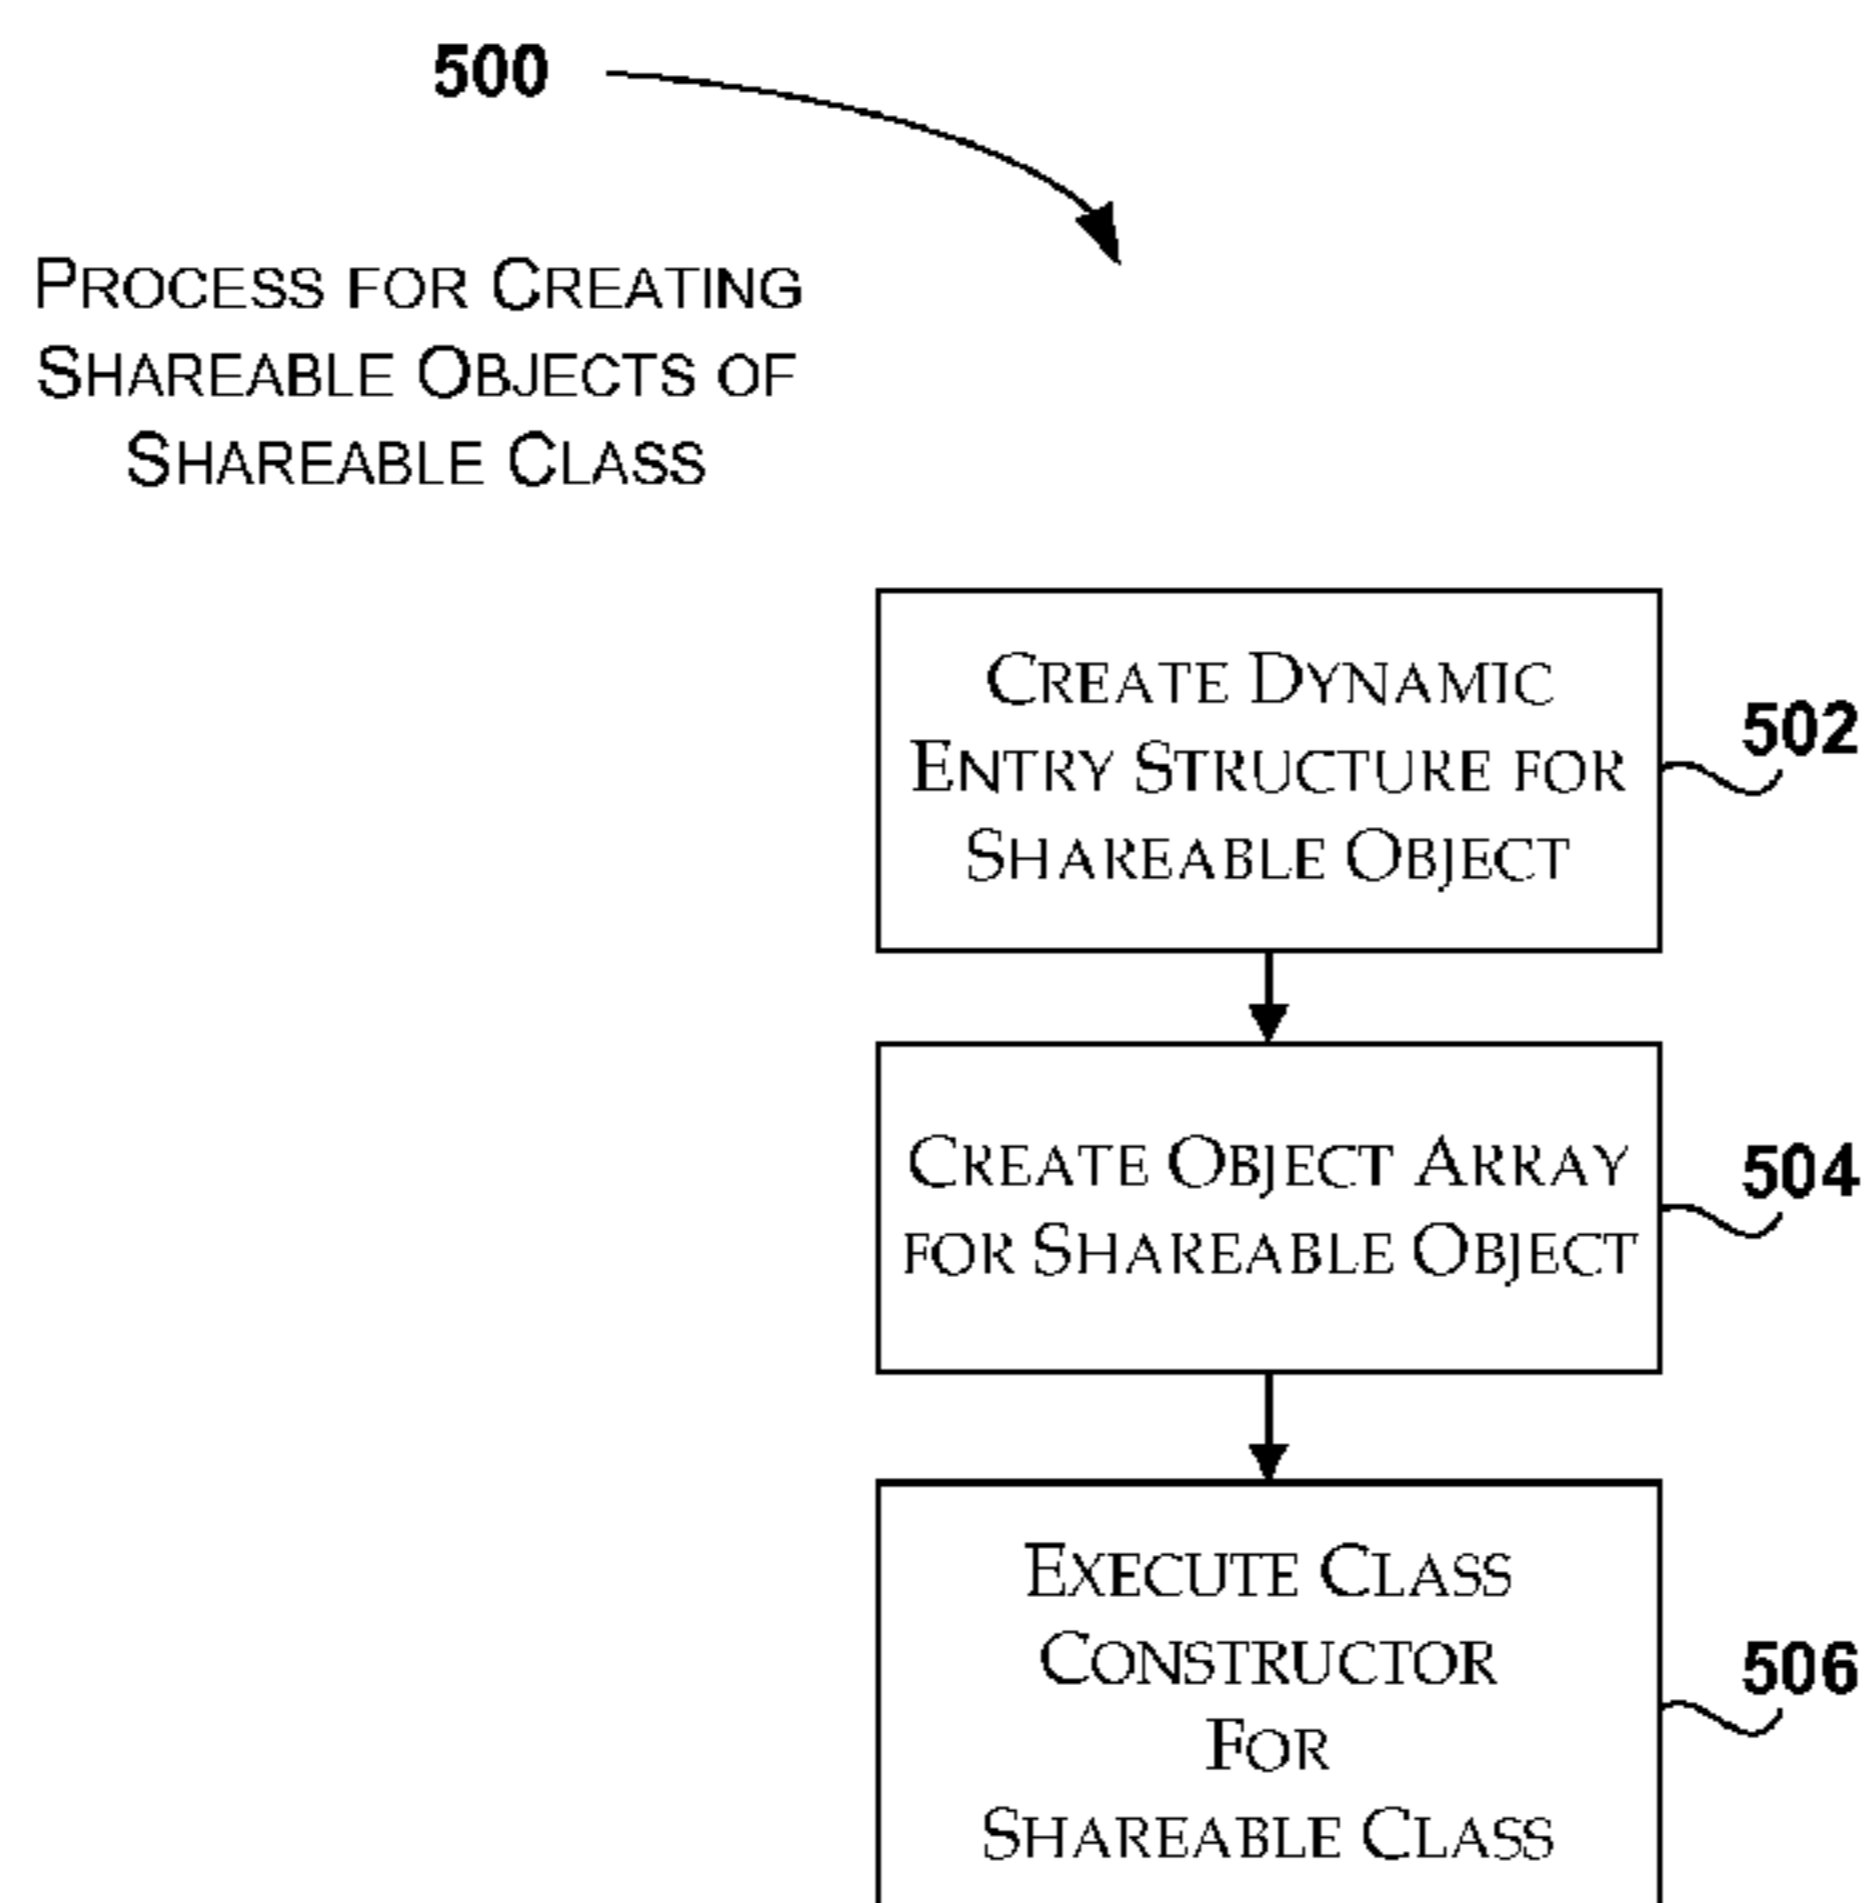 500
PROCESS FOR CREATING
SHAREABLE OBJECTS OF
SHAREABLE CLASS
CREATE DYNAMIC
ENTRY STRUCTURE FOR
SHAREABLE OBJECT
502
CREATE OBJECT ARRAY
FOR SHAREABLE OBJECT
504
EXECUTE CLASS
CONSTRUCTOR
FOR
SHAREABLE CLASS
506